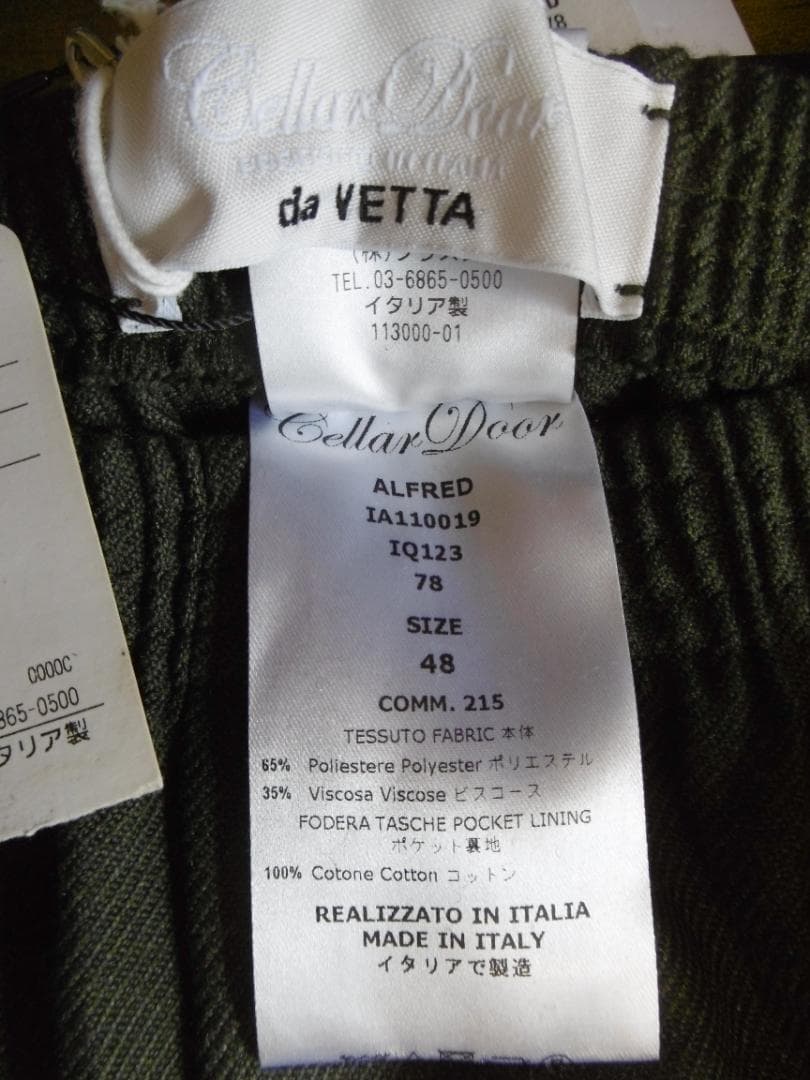 Cellar Door
da VETTA
TEL.03-6865-0500
イタリア製
113000-01
Cellar Door
ALFRED
IA110019
IQ123
78
SIZE
48
COMM. 215
TESSUTO FABRIC 本体
65% Poliestere Polyester ポリエステル
35% Viscosa Viscose ビスコース
FODERA TASCHE POCKET LINING
ポケット裏地
100% Cotone Cotton コットン
REALIZZATO IN ITALIA
MADE IN ITALY
イタリアで製造
865-0500
タリア製